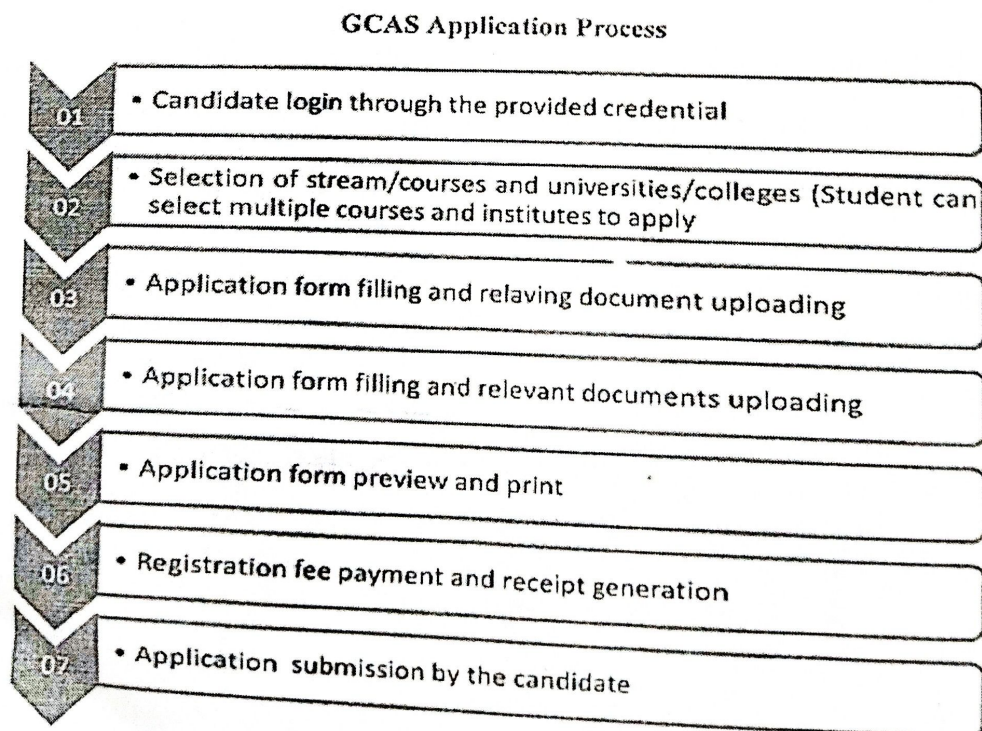 GCAS Application Process
01
• Candidate login through the provided credential
02
• Selection of stream/courses and universities/colleges (Student can
select multiple courses and institutes to apply
03
• Application form filling and relaving document uploading
04
• Application form filling and relevant documents uploading
05
• Application form preview and print
06
• Registration fee payment and receipt generation
07
• Application submission by the candidate